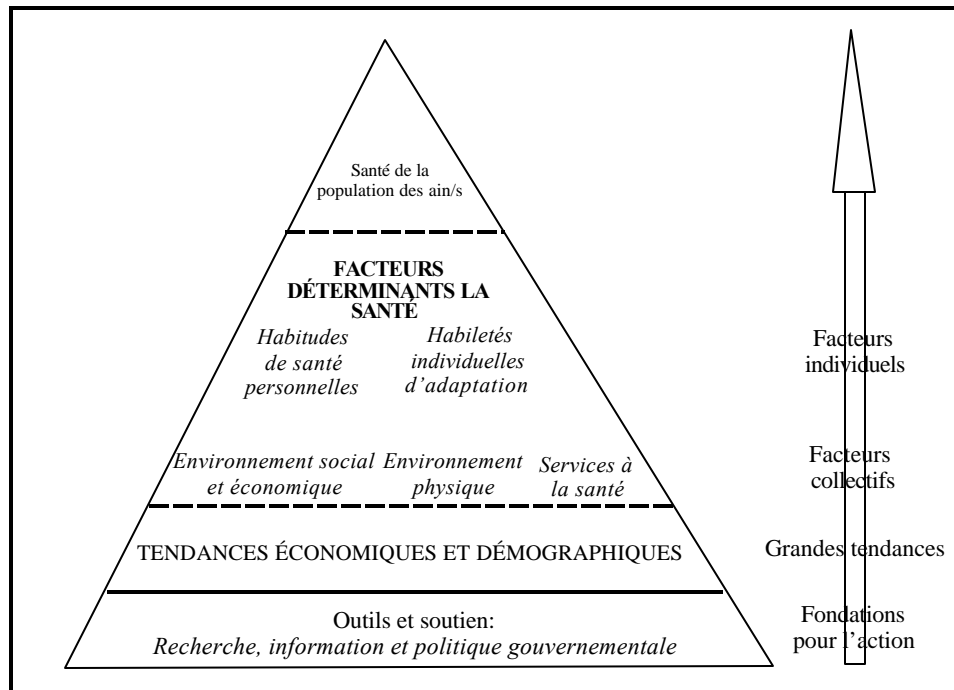 Santé de la
population des ain/s
FACTEURS
DÉTERMINANTS LA
SANTÉ
Habitudes
de santé
personnelles
Habiletés
individuelles
d'adaptation
Facteurs
individuels
Environnement social
et économique
Environnement
physique
Services à
la santé
Facteurs
collectifs
TENDANCES ÉCONOMIQUES ET DÉMOGRAPHIQUES
Grandes tendances
Outils et soutien:
Recherche, information et politique gouvernementale
Fondations
pour l'action